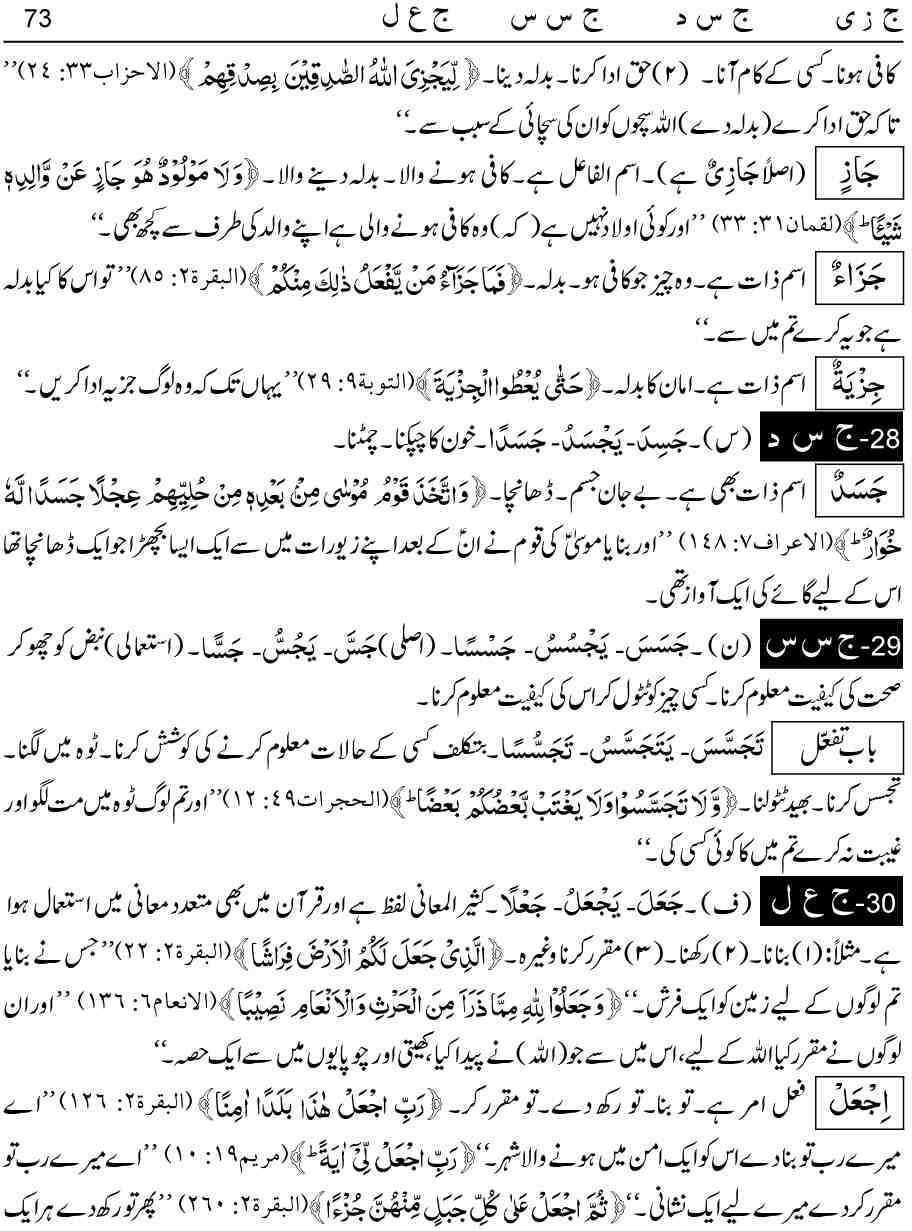 ج ز ی ج س د ج س س ج ع ل 73
کافی ہونا۔ کسی کے کام آنا۔ (۲) حق ادا کرنا۔ بدلہ دینا۔ ﴿لِّيَجْزِيَ اللّٰهُ الصّٰدِقِيْنَ بِصِدْقِهِمْ﴾ (الاحزاب۳۳: ۲۴) ’’
تا کہ حق ادا کرے (بدلہ دے) اللہ سچوں کو ان کی سچائی کے سبب سے۔‘‘
جَازٍ (اصلاً جَازِیٌ ہے)۔ اسم الفاعل ہے۔ کافی ہونے والا۔ بدلہ دینے والا۔ ﴿وَلَا مَوْلُوْدٌ هُوَ جَازٍ عَنْ وَّالِدِهٖ
شَيْـًٔا ؕ﴾ (لقمان۳۱: ۳۳) ’’اور کوئی اولاد نہیں ہے (کہ) وہ کافی ہونے والی ہے اپنے والد کی طرف سے کچھ بھی۔‘‘
جَزَاءٌ اسم ذات ہے۔ وہ چیز جو کافی ہو۔ بدلہ۔ ﴿فَمَا جَزَآءُ مَنْ يَّفْعَلُ ذٰلِكَ مِنْكُمْ﴾ (البقرة۲: ۸۵) ’’تو اس کا کیا بدلہ
ہے جو یہ کرے تم میں سے۔‘‘
جِزْيَةٌ اسم ذات ہے۔ امان کا بدلہ۔ ﴿حَتّٰى يُعْطُوا الْجِزْيَةَ﴾ (التوبة۹: ۲۹) ’’یہاں تک کہ وہ لوگ جزیہ ادا کریں۔‘‘
28-ج س د (س)۔ جَسِدَ۔ يَجْسَدُ۔ جَسَدًا۔ خون کا چپکنا۔ چمٹنا۔
جَسَدٌ اسم ذات بھی ہے۔ بے جان جسم۔ ڈھانچا۔ ﴿وَاتَّخَذَ قَوْمُ مُوْسٰى مِنْۢ بَعْدِهٖ مِنْ حُلِيِّهِمْ عِجْلًا جَسَدًا لَّهٗ
خُوَارٌ ؕ﴾ (الاعراف۷: ۱۴۸) ’’اور بنایا موسیٰؑ کی قوم نے انؑ کے بعد اپنے زیورات میں سے ایک ایسا بچھڑا جو ایک ڈھانچا تھا
اس کے لیے گائے کی ایک آواز تھی۔
29-ج س س (ن)۔ جَسَسَ۔ يَجْسُسُ۔ جَسْسًا۔ (اصلی) جَسَّ۔ يَجُسُّ۔ جَسًّا۔ (استعمالی) نبض کو چھو کر
صحت کی کیفیت معلوم کرنا۔ کسی چیز کو ٹٹول کر اس کی کیفیت معلوم کرنا۔
باب تفعّل تَجَسَّسَ۔ يَتَجَسَّسُ۔ تَجَسُّسًا۔ بتکلف کسی کے حالات معلوم کرنے کی کوشش کرنا۔ ٹوہ میں لگنا۔
تجسس کرنا۔ بھید ٹٹولنا۔ ﴿وَّلَا تَجَسَّسُوْا وَلَا يَغْتَبْ بَّعْضُكُمْ بَعْضًا ؕ﴾ (الحجرات۴۹: ۱۲) ’’اور تم لوگ ٹوہ میں مت لگو اور
غیبت نہ کرے تم میں کا کوئی کسی کی۔‘‘
30-ج ع ل (ف)۔ جَعَلَ۔ يَجْعَلُ۔ جَعْلًا۔ کثیر المعانی لفظ ہے اور قرآن میں بھی متعدد معانی میں استعمال ہوا
ہے۔ مثلاً: (۱) بنانا۔ (۲) رکھنا۔ (۳) مقرر کرنا وغیرہ۔ ﴿الَّذِيْ جَعَلَ لَكُمُ الْاَرْضَ فِرَاشًا﴾ (البقرة۲: ۲۲) ’’جس نے بنایا
تم لوگوں کے لیے زمین کو ایک فرش۔‘‘ ﴿وَجَعَلُوْا لِلّٰهِ مِمَّا ذَرَاَ مِنَ الْحَرْثِ وَالْاَنْعَامِ نَصِيْبًا﴾ (الانعام۶: ۱۳۶) ’’اور ان
لوگوں نے مقرر کیا اللہ کے لیے، اس میں سے جو (اللہ) نے پیدا کیا، کھیتی اور چوپایوں میں سے ایک حصہ۔‘‘
اِجْعَلْ فعل امر ہے۔ تو بنا۔ تو رکھ دے۔ تو مقرر کر۔ ﴿رَبِّ اجْعَلْ هٰذَا بَلَدًا اٰمِنًا﴾ (البقرة۲: ۱۲۶) ’’اے
میرے رب تو بنا دے اس کو ایک امن میں ہونے والا شہر۔‘‘ ﴿رَبِّ اجْعَلْ لِّيْٓ اٰيَةً ؕ﴾ (مریم۱۹: ۱۰) ’’اے میرے رب تو
مقرر کر دے میرے لیے ایک نشانی۔‘‘ ﴿ثُمَّ اجْعَلْ عَلٰى كُلِّ جَبَلٍ مِّنْهُنَّ جُزْءًا﴾ (البقرة۲: ۲۶۰) ’’پھر تو رکھ دے ہر ایک